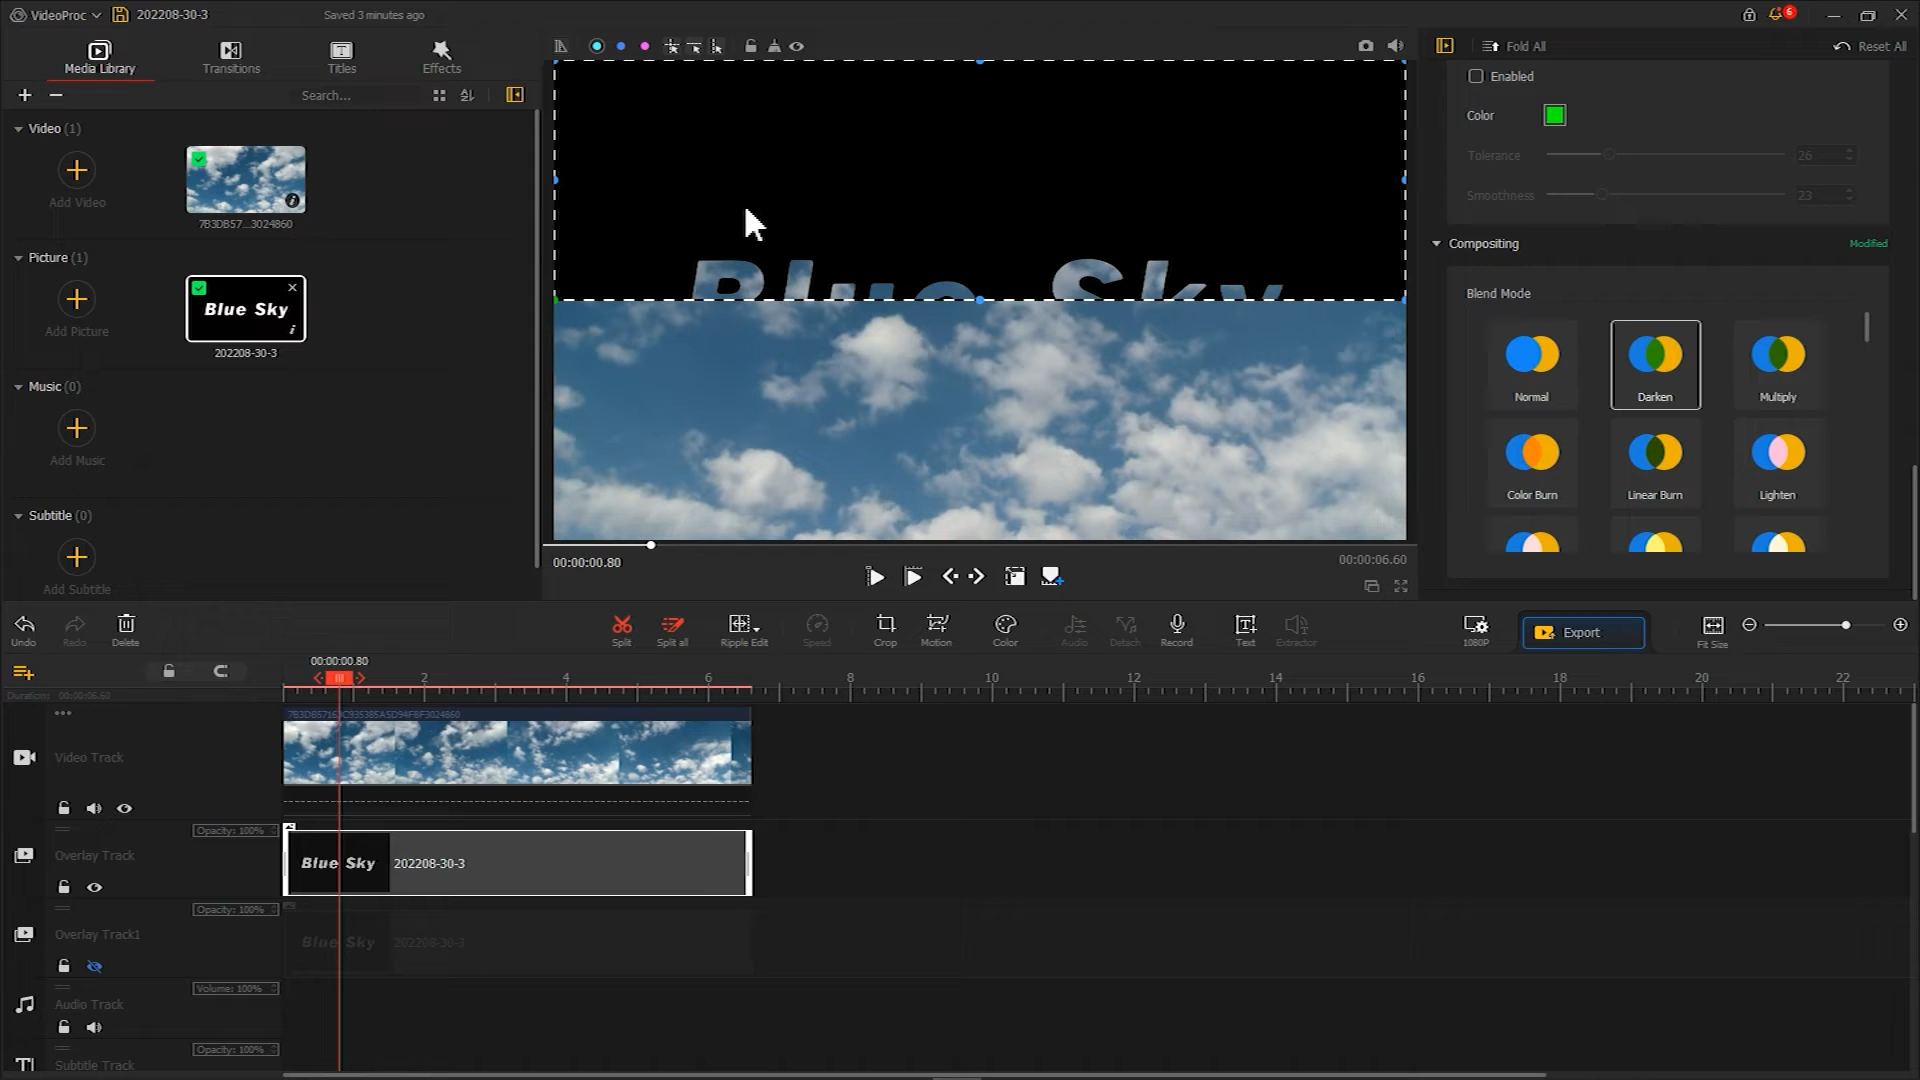 VideoProc
202208-30-3
Saved 3 minutes ago
6
Media Library
Transitions
Titles
Effects
Search...
Fold All
Reset All
Enabled
Color
Tolerance
26
Smoothness
23
Compositing
Modified
Blend Mode
Normal
Darken
Multiply
Color Burn
Linear Burn
Lighten
Video (1)
Add Video
7B3DB57...3024860
Picture (1)
Add Picture
Blue Sky
202208-30-3
Music (0)
Add Music
Subtitle (0)
Add Subtitle
Blue Sky
00:00:00.80
00:00:06.60
Undo
Redo
Delete
Split
Split all
Ripple Edit
Speed
Crop
Motion
Color
Audio
Detach
Record
Text
Extractor
1080P
Export
Fit Size
00:00:00.80
2
4
6
8
10
12
14
16
18
20
22
Duration: 00:00:06.60
Video Track
Opacity: 100%
Overlay Track
Blue Sky
202208-30-3
Opacity: 100%
Overlay Track1
Blue Sky
202208-30-3
Volume: 100%
Audio Track
Opacity: 100%
Subtitle Track